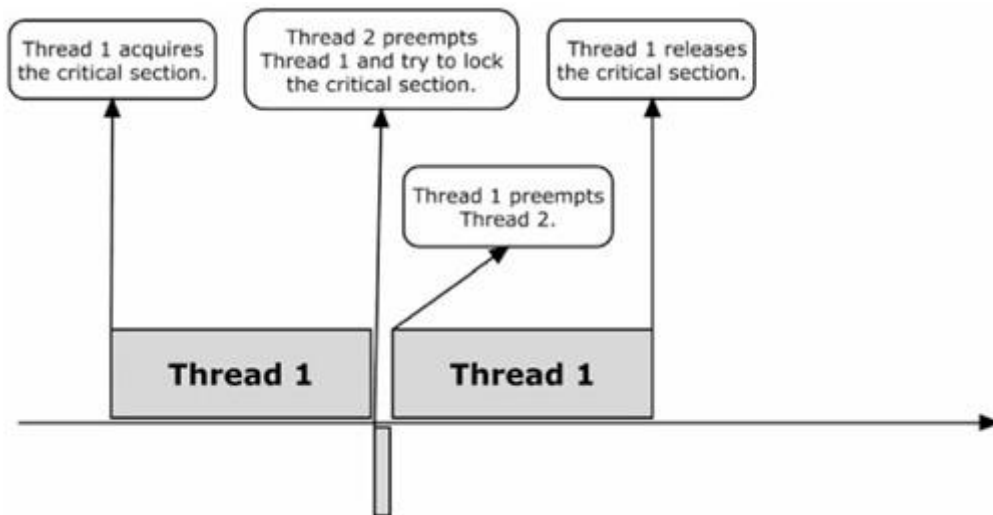 Thread 1 acquires
the critical section.
Thread 2 preempts
Thread 1 and try to lock
the critical section.
Thread 1 releases
the critical section.
Thread 1 preempts
Thread 2.
Thread 1
Thread 1